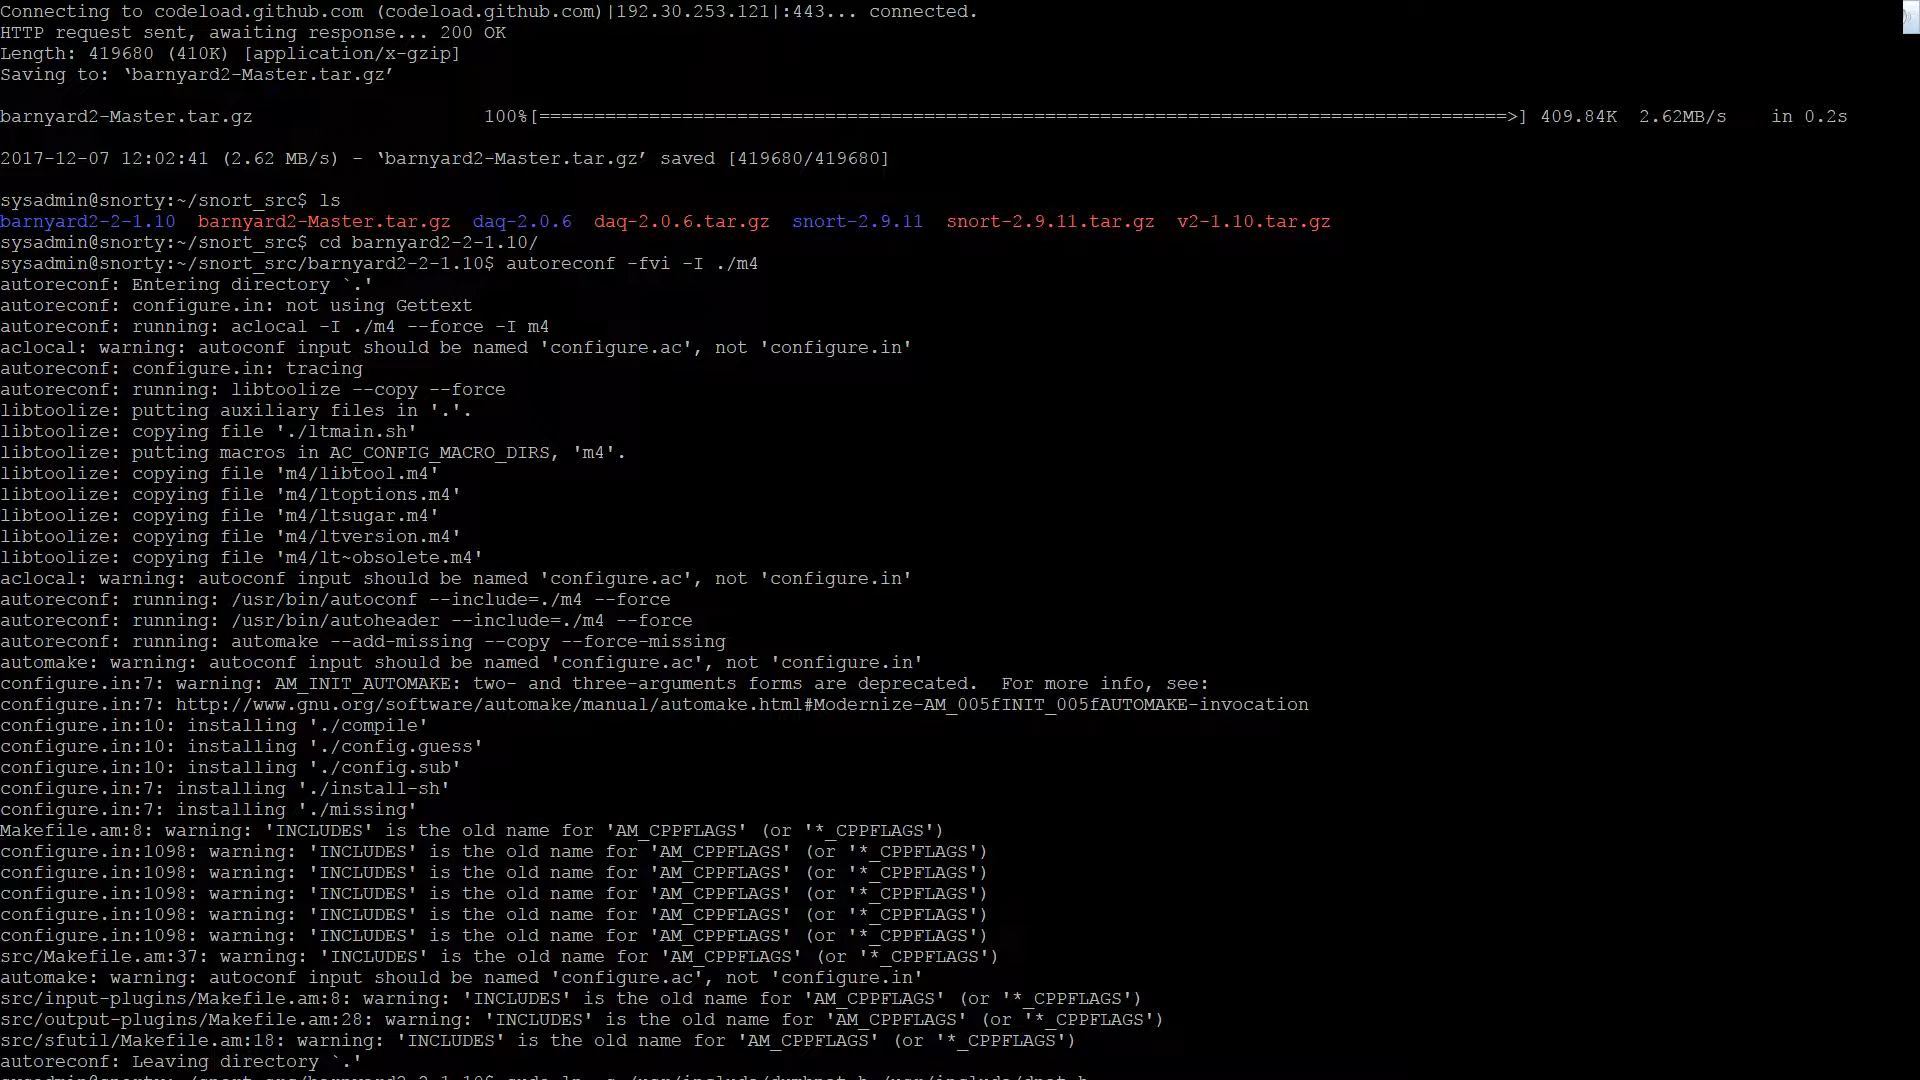 Connecting to codeload.github.com (codeload.github.com)|192.30.253.121|:443... connected.
HTTP request sent, awaiting response... 200 OK
Length: 419680 (410K) [application/x-gzip]
Saving to: ‘barnyard2-Master.tar.gz’
barnyard2-Master.tar.gz 100%[========================================================================================>] 409.84K 2.62MB/s in 0.2s
2017-12-07 12:02:41 (2.62 MB/s) - ‘barnyard2-Master.tar.gz’ saved [419680/419680]
sysadmin@snorty:~/snort_src$ ls
barnyard2-2-1.10 barnyard2-Master.tar.gz daq-2.0.6 daq-2.0.6.tar.gz snort-2.9.11 snort-2.9.11.tar.gz v2-1.10.tar.gz
sysadmin@snorty:~/snort_src$ cd barnyard2-2-1.10/
sysadmin@snorty:~/snort_src/barnyard2-2-1.10$ autoreconf -fvi -I ./m4
autoreconf: Entering directory `.'
autoreconf: configure.in: not using Gettext
autoreconf: running: aclocal -I ./m4 --force -I m4
aclocal: warning: autoconf input should be named 'configure.ac', not 'configure.in'
autoreconf: configure.in: tracing
autoreconf: running: libtoolize --copy --force
libtoolize: putting auxiliary files in '.'.
libtoolize: copying file './ltmain.sh'
libtoolize: putting macros in AC_CONFIG_MACRO_DIRS, 'm4'.
libtoolize: copying file 'm4/libtool.m4'
libtoolize: copying file 'm4/ltoptions.m4'
libtoolize: copying file 'm4/ltsugar.m4'
libtoolize: copying file 'm4/ltversion.m4'
libtoolize: copying file 'm4/lt~obsolete.m4'
aclocal: warning: autoconf input should be named 'configure.ac', not 'configure.in'
autoreconf: running: /usr/bin/autoconf --include=./m4 --force
autoreconf: running: /usr/bin/autoheader --include=./m4 --force
autoreconf: running: automake --add-missing --copy --force-missing
automake: warning: autoconf input should be named 'configure.ac', not 'configure.in'
configure.in:7: warning: AM_INIT_AUTOMAKE: two- and three-arguments forms are deprecated.  For more info, see:
configure.in:7: http://www.gnu.org/software/automake/manual/automake.html#Modernize-AM_005fINIT_005fAUTOMAKE-invocation
configure.in:10: installing './compile'
configure.in:10: installing './config.guess'
configure.in:10: installing './config.sub'
configure.in:7: installing './install-sh'
configure.in:7: installing './missing'
Makefile.am:8: warning: 'INCLUDES' is the old name for 'AM_CPPFLAGS' (or '*_CPPFLAGS')
configure.in:1098: warning: 'INCLUDES' is the old name for 'AM_CPPFLAGS' (or '*_CPPFLAGS')
configure.in:1098: warning: 'INCLUDES' is the old name for 'AM_CPPFLAGS' (or '*_CPPFLAGS')
configure.in:1098: warning: 'INCLUDES' is the old name for 'AM_CPPFLAGS' (or '*_CPPFLAGS')
configure.in:1098: warning: 'INCLUDES' is the old name for 'AM_CPPFLAGS' (or '*_CPPFLAGS')
configure.in:1098: warning: 'INCLUDES' is the old name for 'AM_CPPFLAGS' (or '*_CPPFLAGS')
src/Makefile.am:37: warning: 'INCLUDES' is the old name for 'AM_CPPFLAGS' (or '*_CPPFLAGS')
automake: warning: autoconf input should be named 'configure.ac', not 'configure.in'
src/input-plugins/Makefile.am:8: warning: 'INCLUDES' is the old name for 'AM_CPPFLAGS' (or '*_CPPFLAGS')
src/output-plugins/Makefile.am:28: warning: 'INCLUDES' is the old name for 'AM_CPPFLAGS' (or '*_CPPFLAGS')
src/sfutil/Makefile.am:18: warning: 'INCLUDES' is the old name for 'AM_CPPFLAGS' (or '*_CPPFLAGS')
autoreconf: Leaving directory `.'